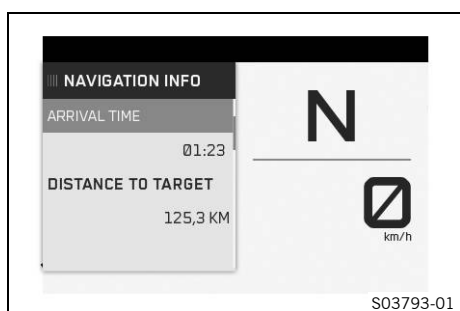 NAVIGATION INFO
ARRIVAL TIME
01:23
DISTANCE TO TARGET
125,3 KM
N
0
km/h
S03793-01